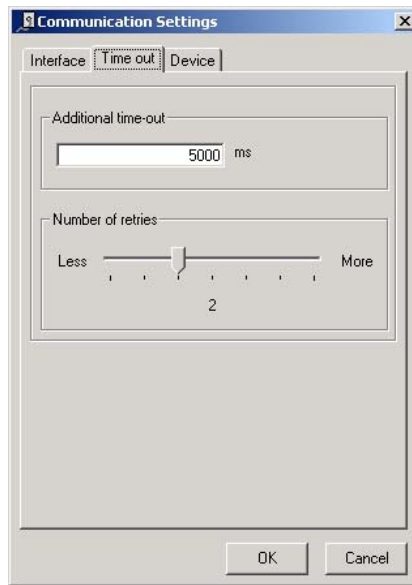 Communication Settings
Interface Time out Device
Additional time-out
5000 ms
Number of retries
Less More
2
OK Cancel